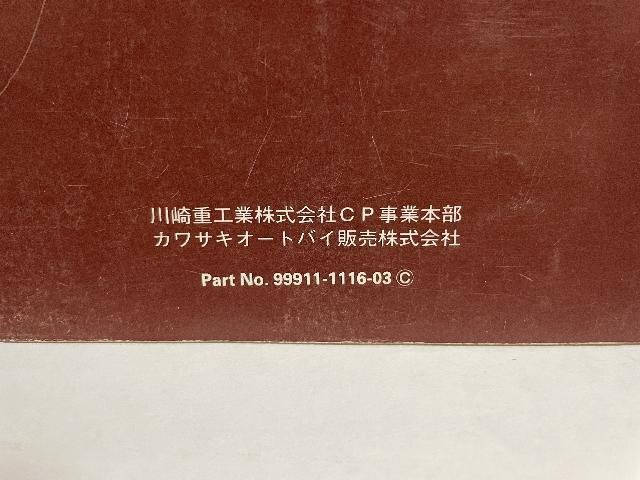 川崎重工業株式会社ＣＰ事業本部
カワサキオートバイ販売株式会社
Part No. 99911-1116-03 Ⓒ